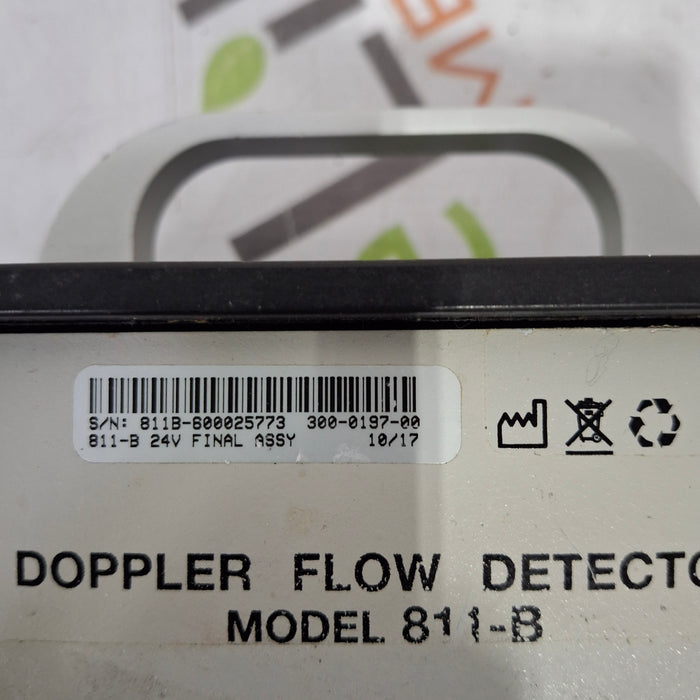 S/N: 811B-600025773 300-0197-00
811-B 24V FINAL ASSY 10/17
DOPPLER FLOW DETECTO
MODEL 811-B